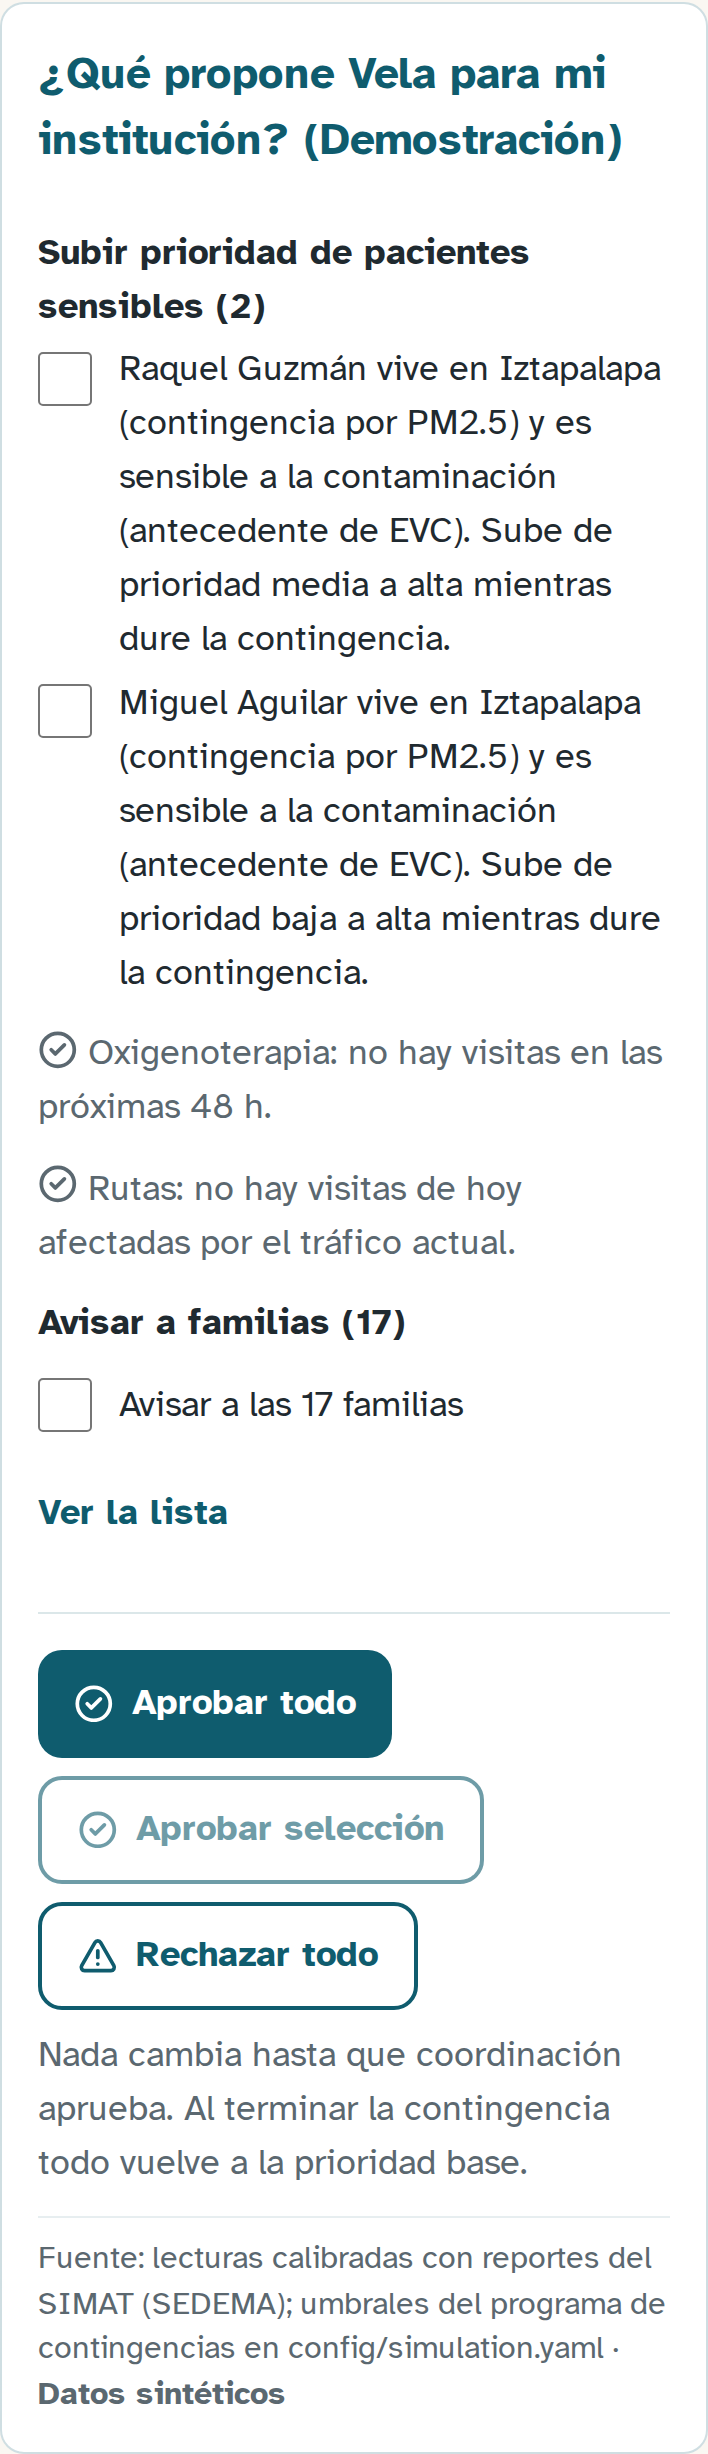 ¿Qué propone Vela para mi
institución? (Demostración)
Subir prioridad de pacientes
sensibles (2)
Raquel Guzmán vive en Iztapalapa
(contingencia por PM2.5) y es
sensible a la contaminación
(antecedente de EVC). Sube de
prioridad media a alta mientras
dure la contingencia.
Miguel Aguilar vive en Iztapalapa
(contingencia por PM2.5) y es
sensible a la contaminación
(antecedente de EVC). Sube de
prioridad baja a alta mientras dure
la contingencia.
Oxigenoterapia: no hay visitas en las
próximas 48 h.
Rutas: no hay visitas de hoy
afectadas por el tráfico actual.
Avisar a familias (17)
Avisar a las 17 familias
Ver la lista
Aprobar todo
Aprobar selección
Rechazar todo
Nada cambia hasta que coordinación
aprueba. Al terminar la contingencia
todo vuelve a la prioridad base.
Fuente: lecturas calibradas con reportes del
SIMAT (SEDEMA); umbrales del programa de
contingencias en config/simulation.yaml ·
Datos sintéticos